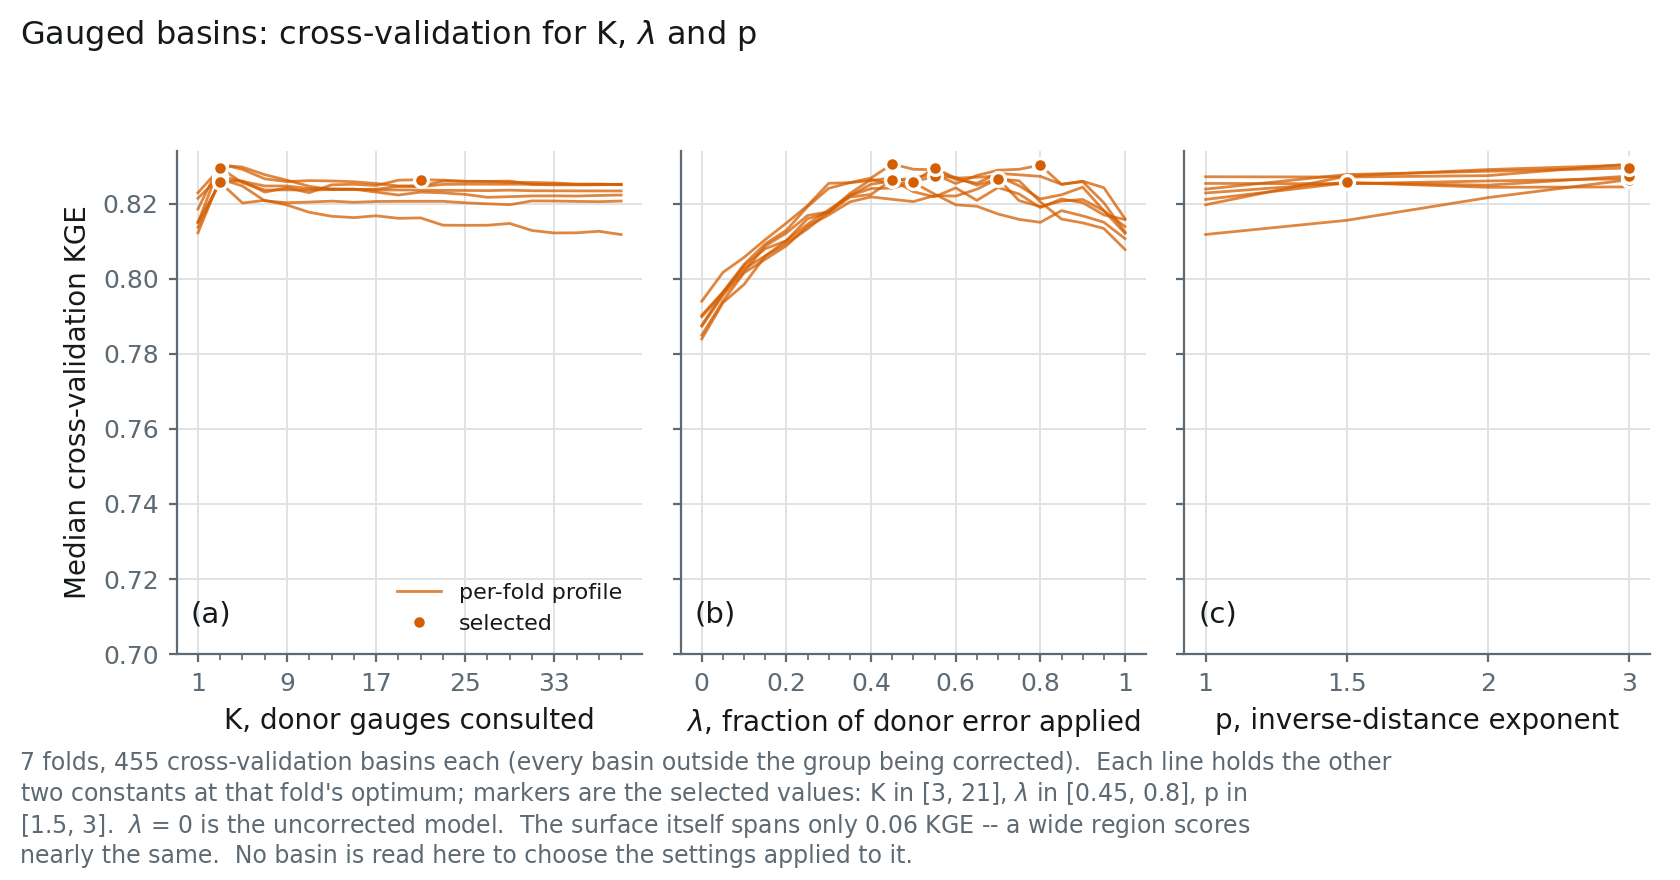 Gauged basins: cross-validation for K, λ and p
Median cross-validation KGE
0.82
0.80
0.78
0.76
0.74
0.72
0.70
(a)
per-fold profile
selected
1 9 17 25 33
K, donor gauges consulted
(b)
0 0.2 0.4 0.6 0.8 1
λ, fraction of donor error applied
(c)
1 1.5 2 3
p, inverse-distance exponent
7 folds, 455 cross-validation basins each (every basin outside the group being corrected).  Each line holds the other
two constants at that fold's optimum; markers are the selected values: K in [3, 21], λ in [0.45, 0.8], p in
[1.5, 3].  λ = 0 is the uncorrected model.  The surface itself spans only 0.06 KGE -- a wide region scores
nearly the same.  No basin is read here to choose the settings applied to it.